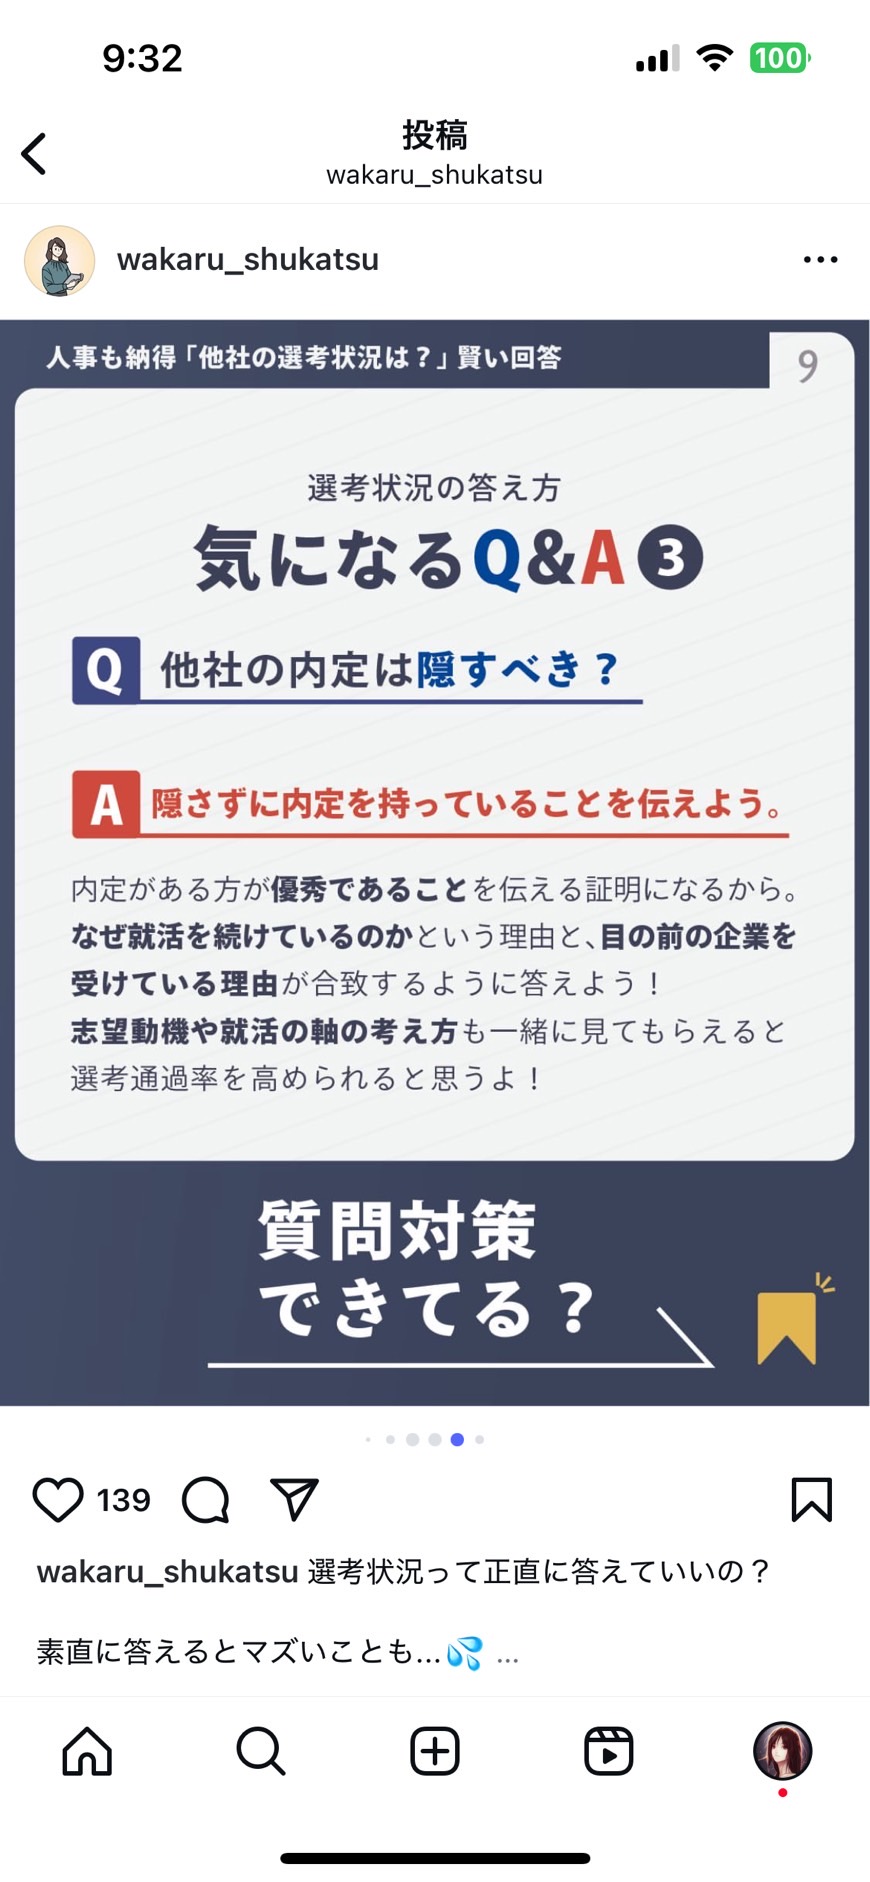 9:32
100
投稿
wakaru_shukatsu
wakaru_shukatsu
人事も納得「他社の選考状況は？」賢い回答
9
選考状況の答え方
気になるQ&A❸
Q 他社の内定は隠すべき？
A 隠さずに内定を持っていることを伝えよう。
内定がある方が優秀であることを伝える証明になるから。
なぜ就活を続けているのかという理由と、目の前の企業を
受けている理由が合致するように答えよう！
志望動機や就活の軸の考え方も一緒に見てもらえると
選考通過率を高められると思うよ！
質問対策
できてる？
139
wakaru_shukatsu 選考状況って正直に答えていいの？
素直に答えるとマズいことも...💦 ...